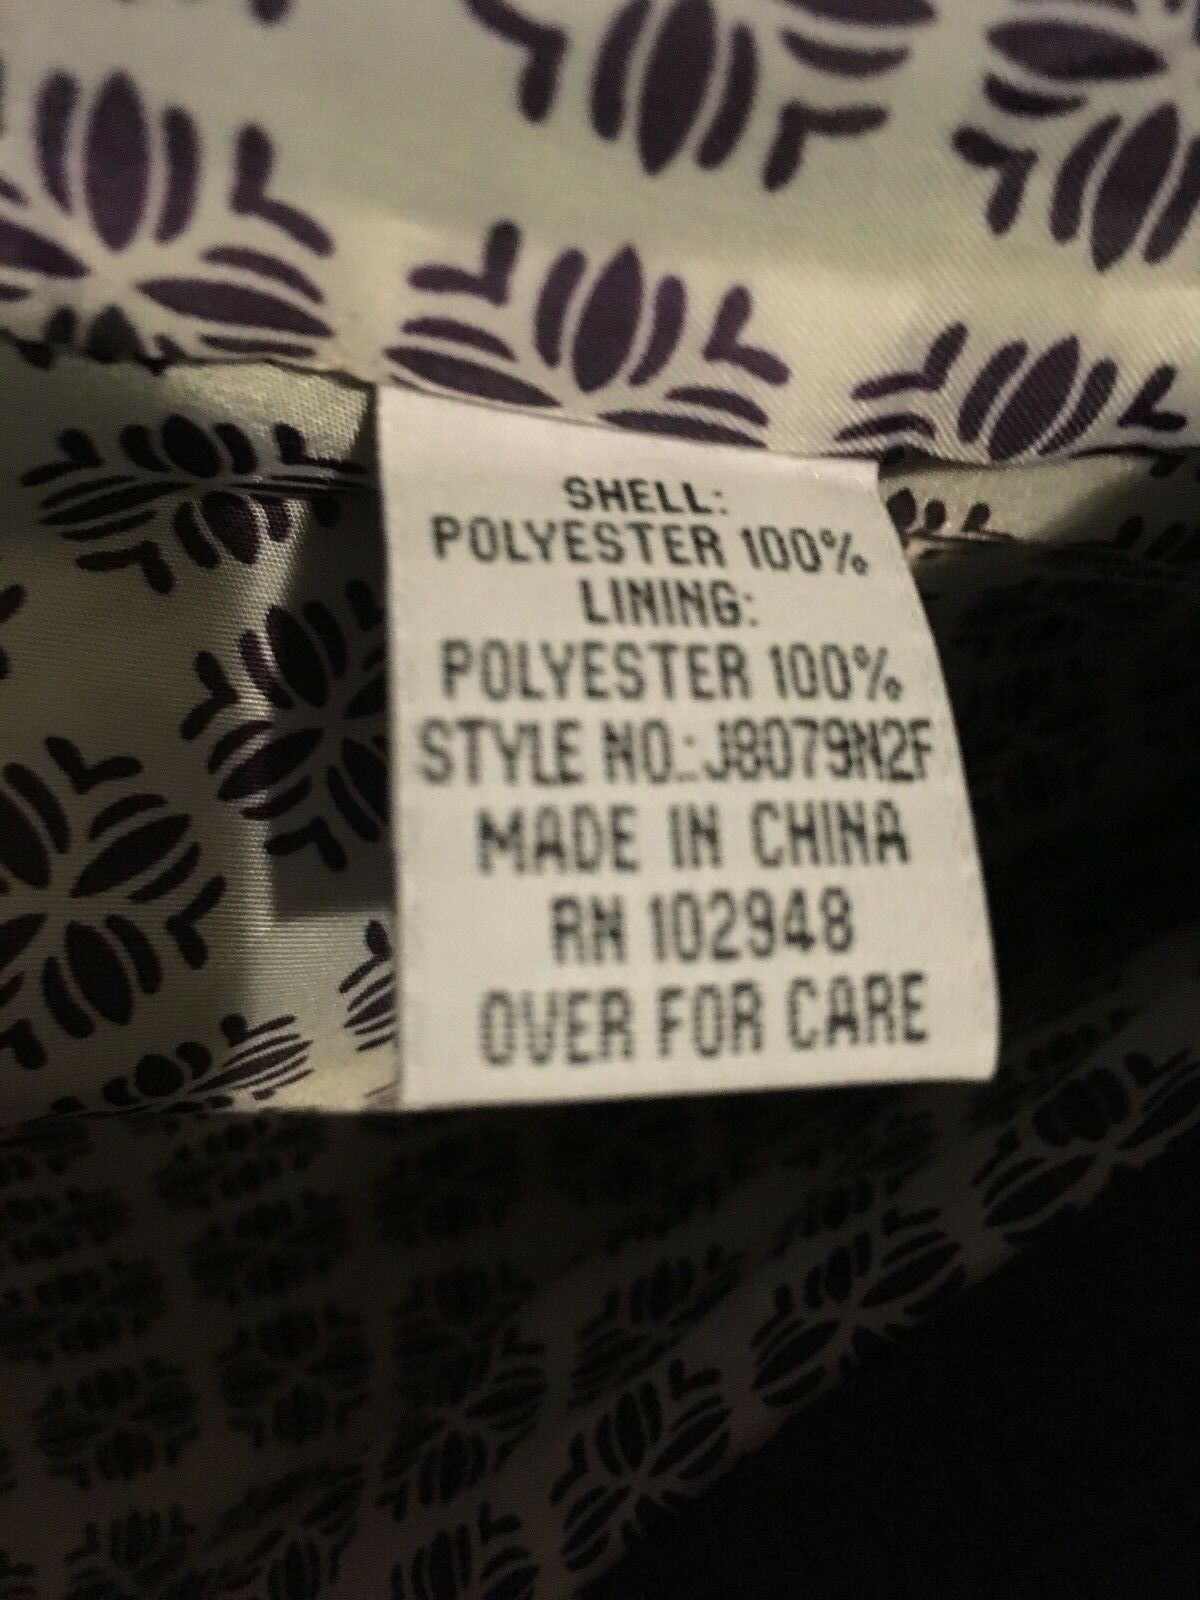 SHELL:
POLYESTER 100%
LINING:
POLYESTER 100%
STYLE NO.:J8079N2F
MADE IN CHINA
RN 102948
OVER FOR CARE